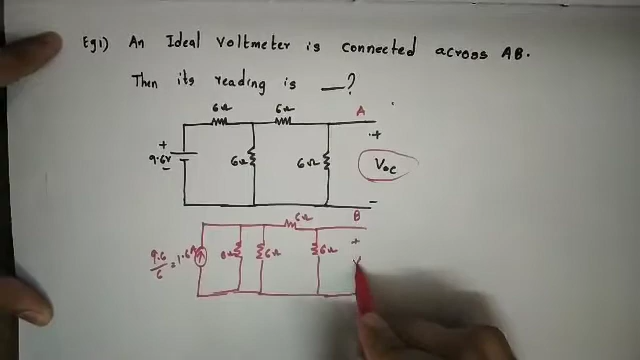 Eg1) An Ideal voltmeter is connected across AB.
Then its reading is __?
6Ω 6Ω A
+ +
9.6V 6Ω 6Ω Voc
- -
6Ω B
9.6/6 = 1.6A 6Ω 6Ω 6Ω +